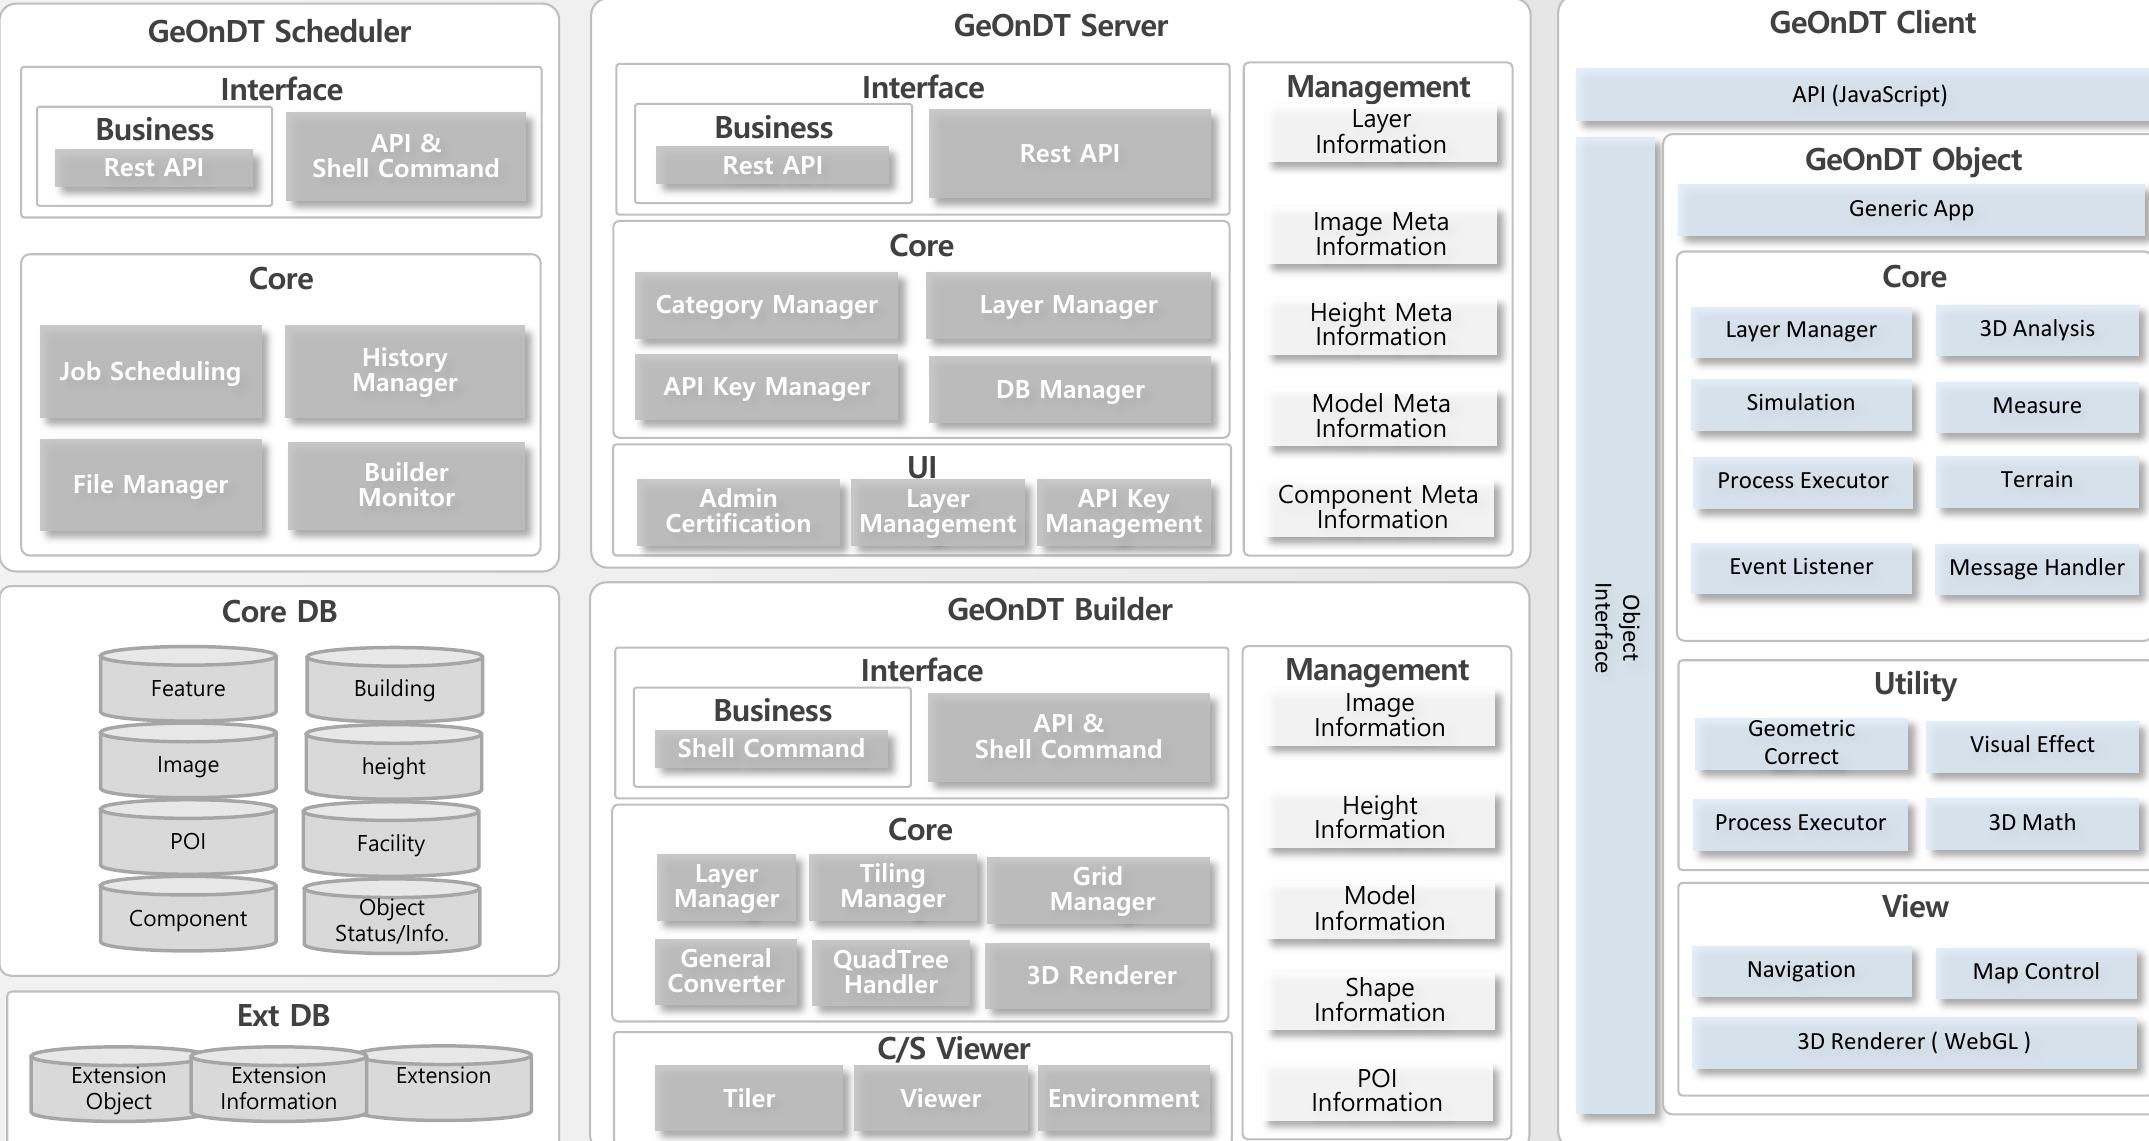 GeOnDT Scheduler
Interface
Business
Rest API
API &
Shell Command
Core
Job Scheduling
History
Manager
File Manager
Builder
Monitor
Core DB
Feature
Building
Image
height
POI
Facility
Component
Object
Status/Info.
Ext DB
Extension
Object
Extension
Information
Extension
GeOnDT Server
Interface
Business
Rest API
Rest API
Core
Category Manager
Layer Manager
API Key Manager
DB Manager
UI
Admin
Certification
Layer
Management
API Key
Management
Management
Layer
Information
Image Meta
Information
Height Meta
Information
Model Meta
Information
Component Meta
Information
GeOnDT Builder
Interface
Business
Shell Command
API &
Shell Command
Core
Layer
Manager
Tiling
Manager
Grid
Manager
General
Converter
QuadTree
Handler
3D Renderer
C/S Viewer
Tiler
Viewer
Environment
Management
Image
Information
Height
Information
Model
Information
Shape
Information
POI
Information
GeOnDT Client
API (JavaScript)
Object
Interface
GeOnDT Object
Generic App
Core
Layer Manager
3D Analysis
Simulation
Measure
Process Executor
Terrain
Event Listener
Message Handler
Utility
Geometric
Correct
Visual Effect
Process Executor
3D Math
View
Navigation
Map Control
3D Renderer ( WebGL )